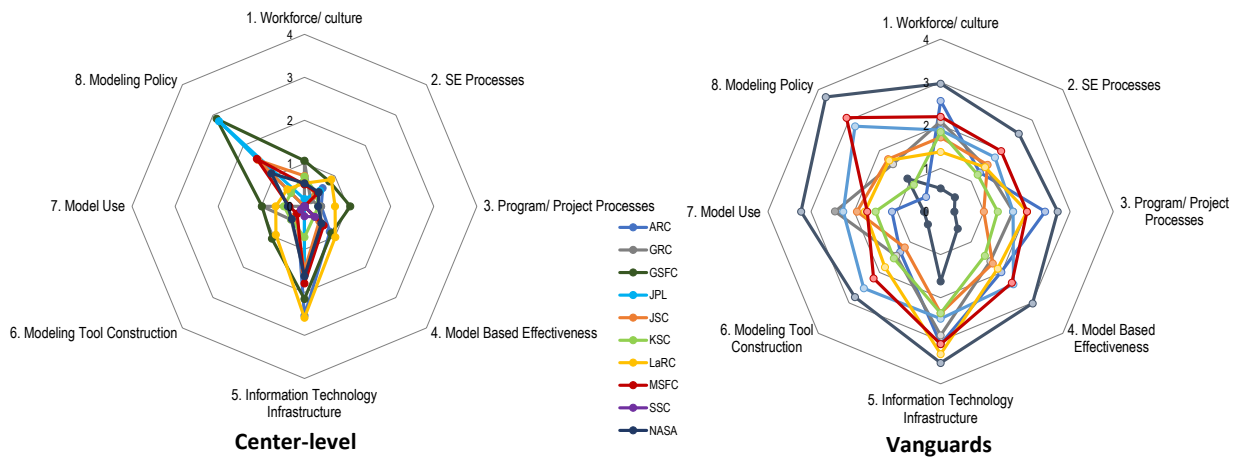 1. Workforce/ culture
4
3
2
1
8. Modeling Policy
2. SE Processes
7. Model Use
3. Program/ Project Processes
6. Modeling Tool Construction
4. Model Based Effectiveness
5. Information Technology
Infrastructure
Center-level
ARC
GRC
GSFC
JPL
JSC
KSC
LaRC
MSFC
SSC
NASA
1. Workforce/ culture
4
3
2
1
0
8. Modeling Policy
2. SE Processes
7. Model Use
3. Program/ Project
Processes
6. Modeling Tool
Construction
4. Model Based
Effectiveness
5. Information Technology
Infrastructure
Vanguards